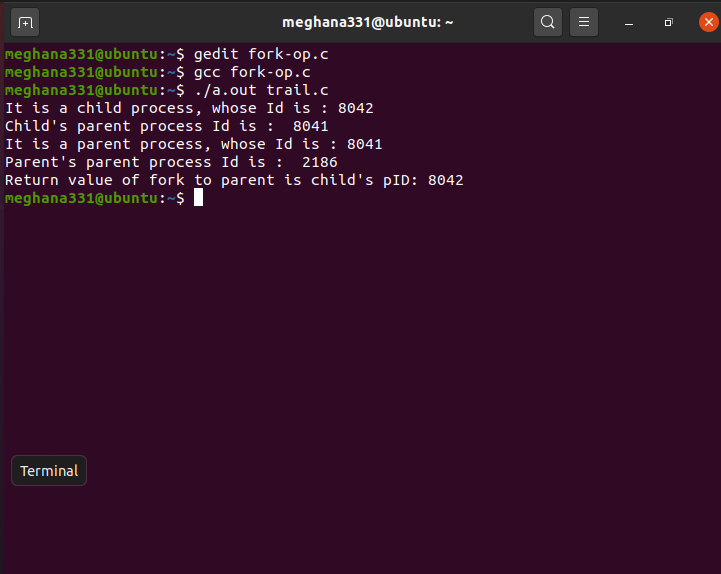 meghana331@ubuntu: ~
meghana331@ubuntu:~$ gedit fork-op.c
meghana331@ubuntu:~$ gcc fork-op.c
meghana331@ubuntu:~$ ./a.out trail.c
It is a child process, whose Id is : 8042
Child's parent process Id is :  8041
It is a parent process, whose Id is : 8041
Parent's parent process Id is :  2186
Return value of fork to parent is child's pID: 8042
meghana331@ubuntu:~$
Terminal